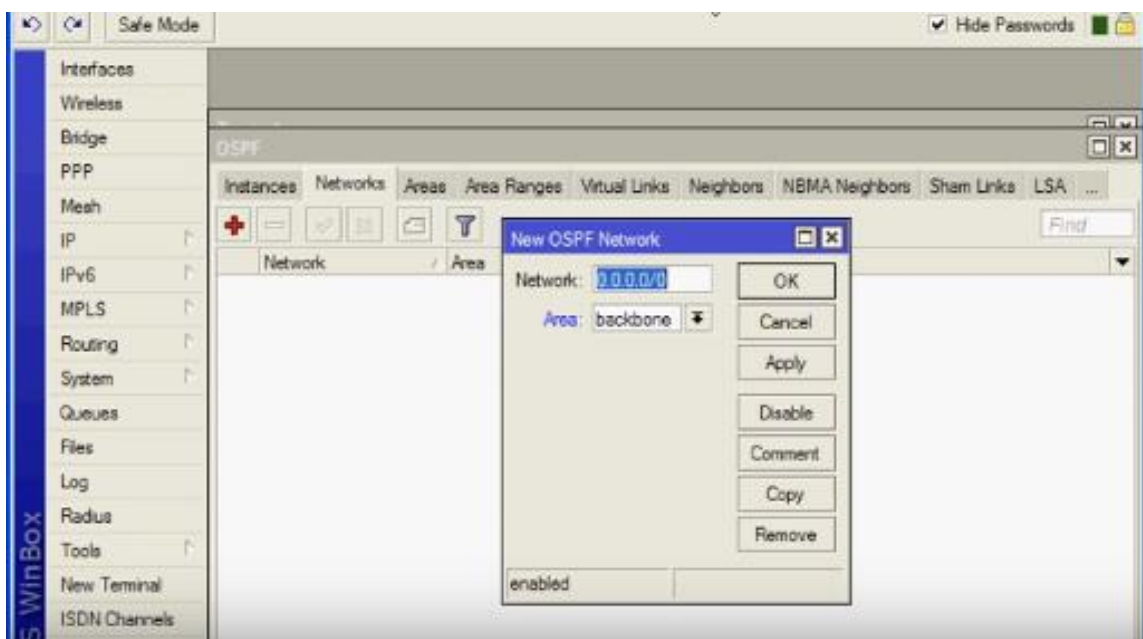 Safe Mode
Hide Passwords
Interfaces
Wireless
Bridge
PPP
Mesh
IP
IPv6
MPLS
Routing
System
Queues
Files
Log
Radius
Tools
New Terminal
ISDN Channels
S WinBox
OSPF
Instances Networks Areas Area Ranges Virtual Links Neighbors NBMA Neighbors Sham Links LSA ...
Find
Network Area
New OSPF Network
Network: 0.0.0.0/0
Area: backbone
OK
Cancel
Apply
Disable
Comment
Copy
Remove
enabled